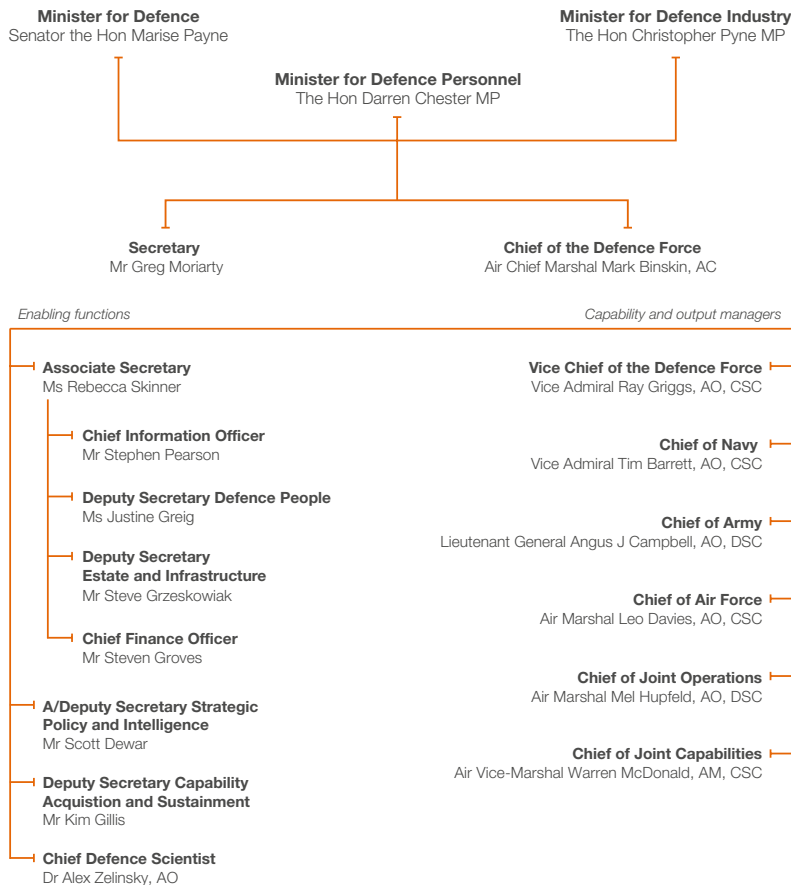 Minister for Defence
Senator the Hon Marise Payne
Minister for Defence Industry
The Hon Christopher Pyne MP
Minister for Defence Personnel
The Hon Darren Chester MP
Secretary
Mr Greg Moriarty
Chief of the Defence Force
Air Chief Marshal Mark Binskin, AC
Enabling functions
Capability and output managers
Associate Secretary
Ms Rebecca Skinner
Chief Information Officer
Mr Stephen Pearson
Deputy Secretary Defence People
Ms Justine Greig
Deputy Secretary
Estate and Infrastructure
Mr Steve Grzeskowiak
Chief Finance Officer
Mr Steven Groves
A/Deputy Secretary Strategic
Policy and Intelligence
Mr Scott Dewar
Deputy Secretary Capability
Acquistion and Sustainment
Mr Kim Gillis
Chief Defence Scientist
Dr Alex Zelinsky, AO
Vice Chief of the Defence Force
Vice Admiral Ray Griggs, AO, CSC
Chief of Navy
Vice Admiral Tim Barrett, AO, CSC
Chief of Army
Lieutenant General Angus J Campbell, AO, DSC
Chief of Air Force
Air Marshal Leo Davies, AO, CSC
Chief of Joint Operations
Air Marshal Mel Hupfeld, AO, DSC
Chief of Joint Capabilities
Air Vice-Marshal Warren McDonald, AM, CSC